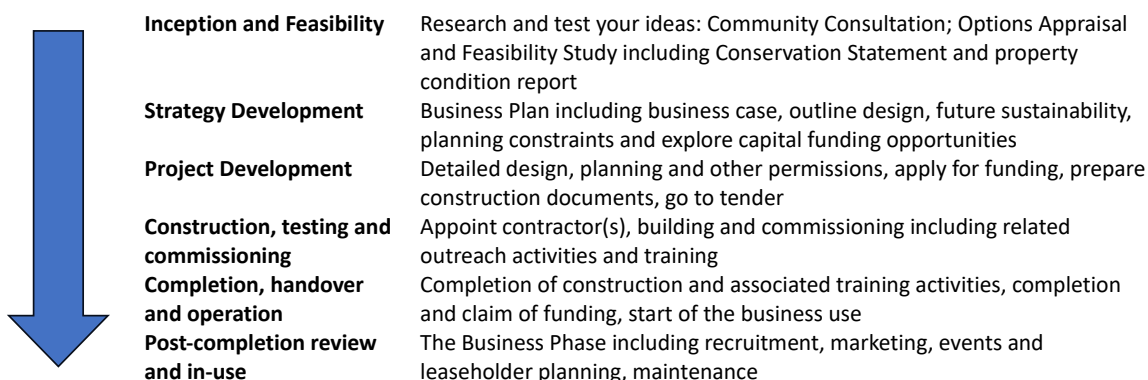 Inception and Feasibility Research and test your ideas: Community Consultation; Options Appraisal
and Feasibility Study including Conservation Statement and property
condition report
Strategy Development Business Plan including business case, outline design, future sustainability,
planning constraints and explore capital funding opportunities
Project Development Detailed design, planning and other permissions, apply for funding, prepare
construction documents, go to tender
Construction, testing and Appoint contractor(s), building and commissioning including related
commissioning outreach activities and training
Completion, handover Completion of construction and associated training activities, completion
and operation and claim of funding, start of the business use
Post-completion review The Business Phase including recruitment, marketing, events and
and in-use leaseholder planning, maintenance